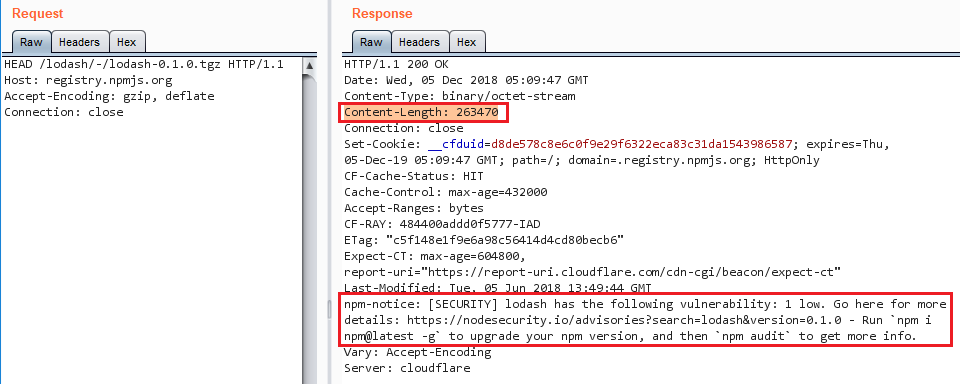 Request
Raw Headers Hex
HEAD /lodash/-/lodash-0.1.0.tgz HTTP/1.1
Host: registry.npmjs.org
Accept-Encoding: gzip, deflate
Connection: close
Response
Raw Headers Hex
HTTP/1.1 200 OK
Date: Wed, 05 Dec 2018 05:09:47 GMT
Content-Type: binary/octet-stream
Content-Length: 263470
Connection: close
Set-Cookie: __cfduid=d8de578c8e6c0f9e29f6322eca83c31da1543986587; expires=Thu,
05-Dec-19 05:09:47 GMT; path=/; domain=.registry.npmjs.org; HttpOnly
CF-Cache-Status: HIT
Cache-Control: max-age=432000
Accept-Ranges: bytes
CF-RAY: 484400addd0f5777-IAD
ETag: "c5f148e1f9e6a98c56414d4cd80becb6"
Expect-CT: max-age=604800,
report-uri="https://report-uri.cloudflare.com/cdn-cgi/beacon/expect-ct"
Last-Modified: Tue, 05 Jun 2018 13:49:44 GMT
npm-notice: [SECURITY] lodash has the following vulnerability: 1 low. Go here for more
details: https://nodesecurity.io/advisories?search=lodash&version=0.1.0 - Run `npm i
npm@latest -g` to upgrade your npm version, and then `npm audit` to get more info.
Vary: Accept-Encoding
Server: cloudflare